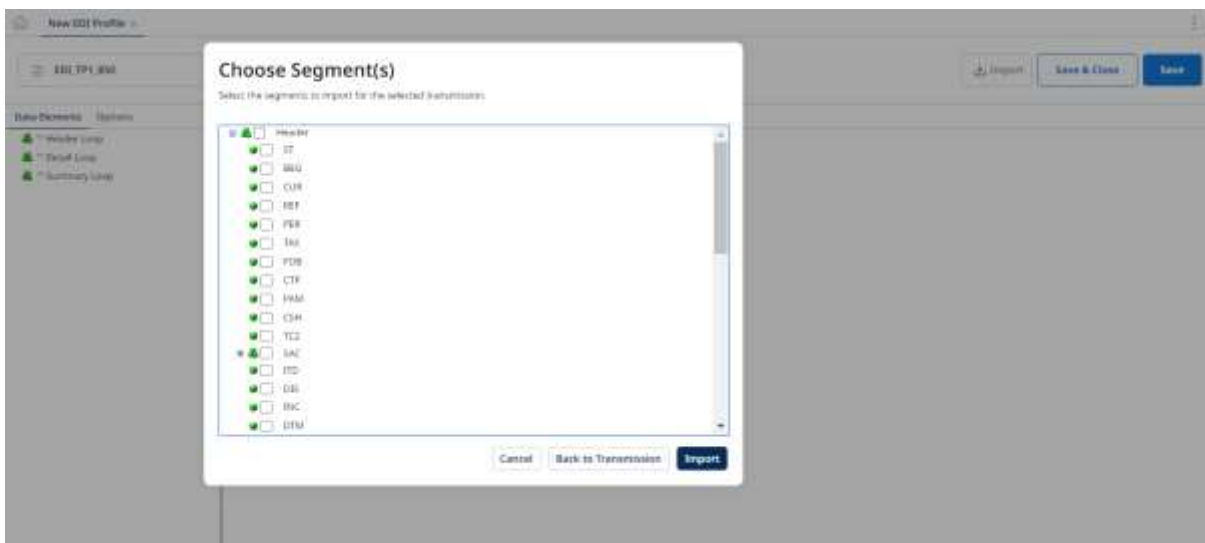 New EDI Profile
EDI_TP1_850
Import
Save & Close
Save
Data Elements Options
Header Loop
Detail Loop
Summary Loop
Choose Segment(s)
Select the segments to import for the selected transmission.
Header
ST
BEG
CUR
REF
PER
TAX
FOB
CTP
PAM
CSH
TC2
SAC
ITD
DIS
INC
DTM
Cancel
Back to Transmission
Import